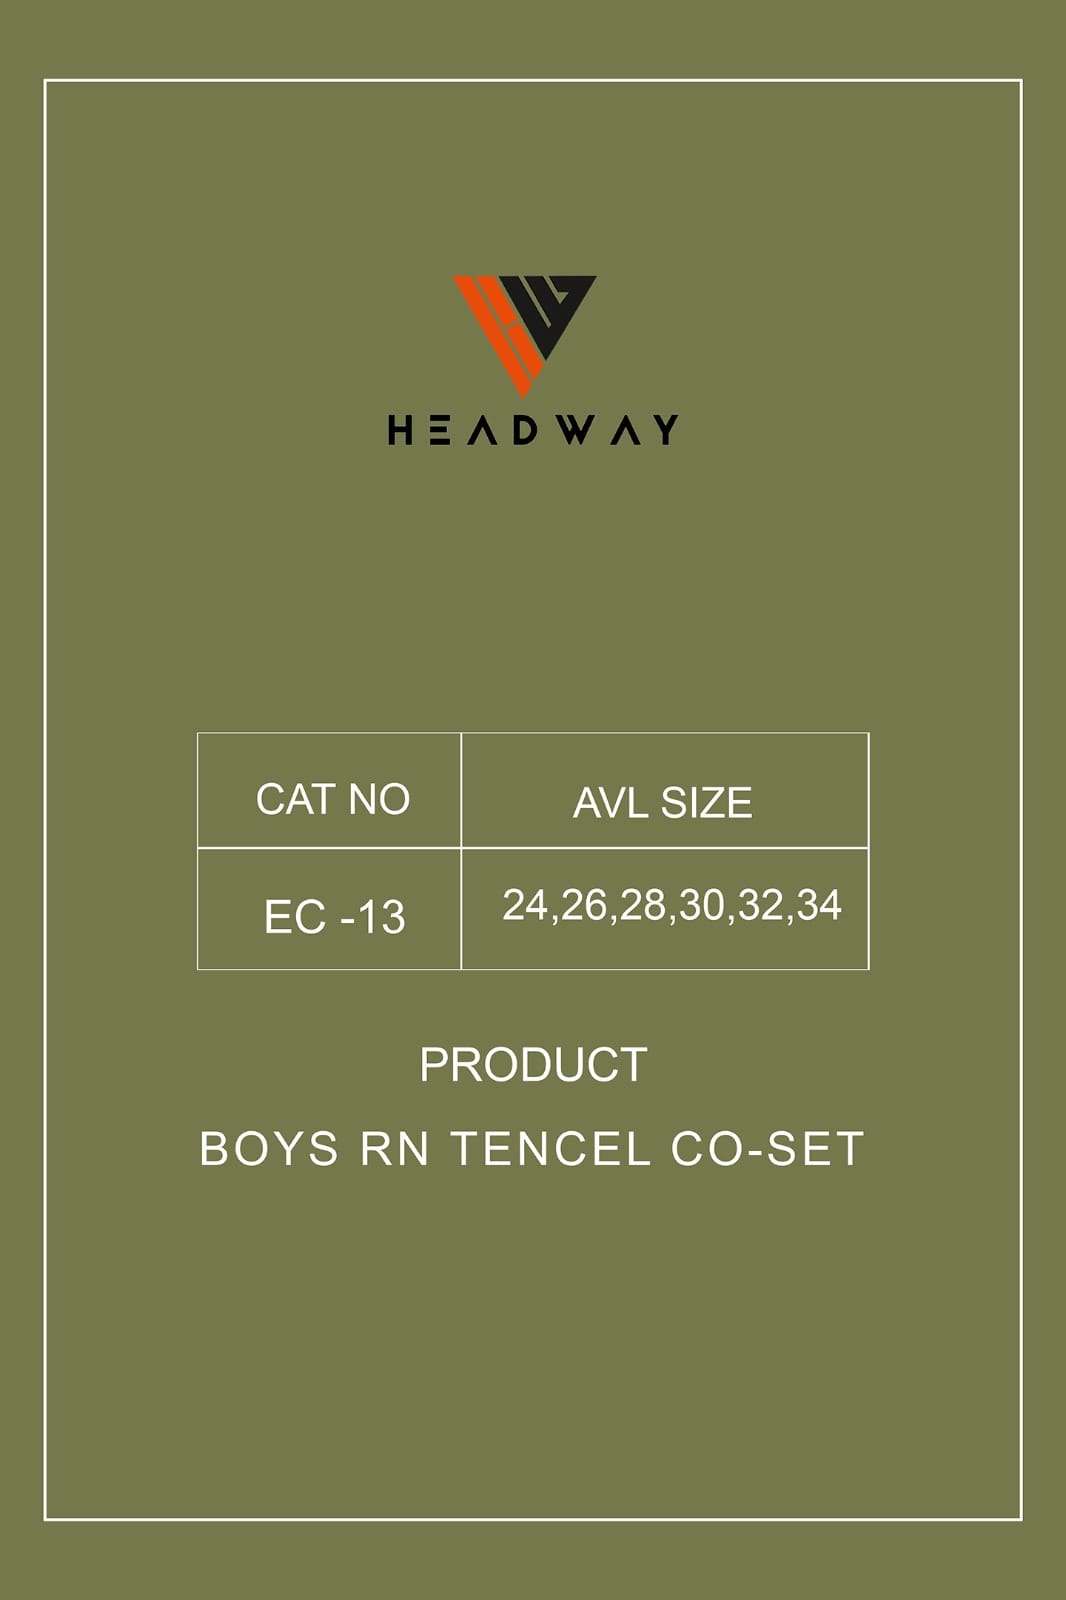 HEADWAY
CAT NO
AVL SIZE
EC -13
24,26,28,30,32,34
PRODUCT
BOYS RN TENCEL CO-SET